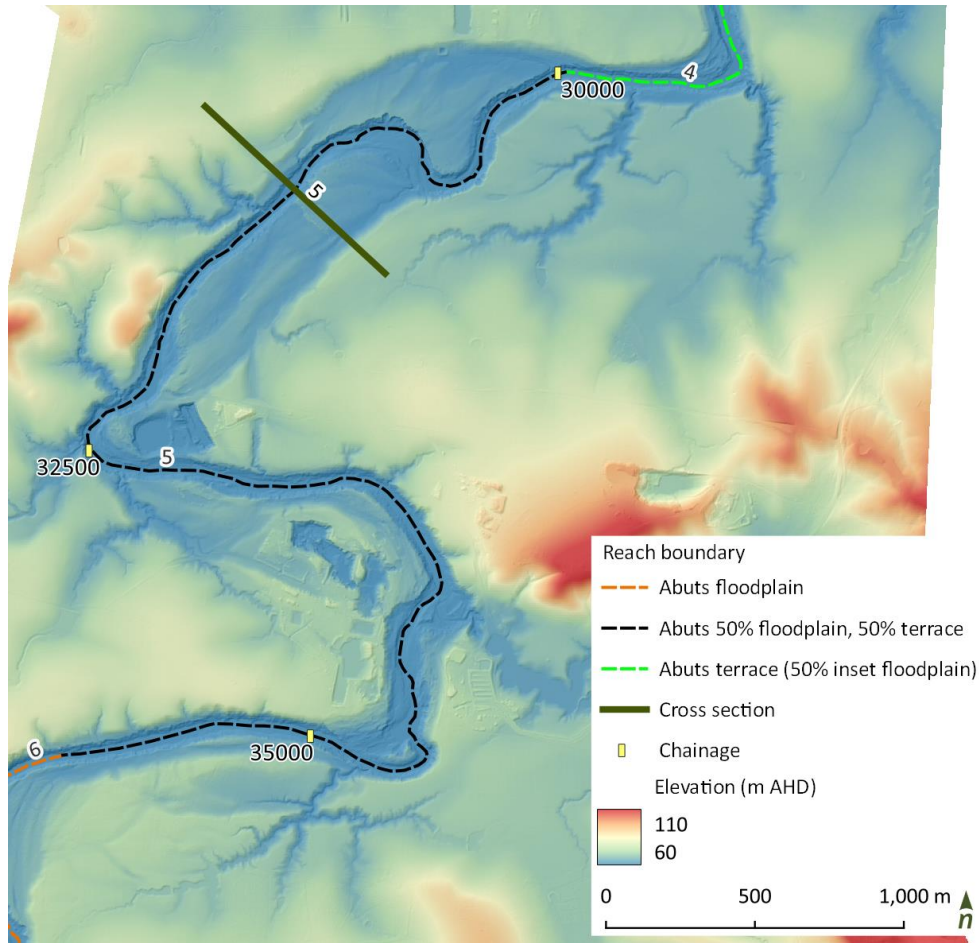 4
30000
5
32500
5
35000
6
Reach boundary
Abuts floodplain
Abuts 50% floodplain, 50% terrace
Abuts terrace (50% inset floodplain)
Cross section
Chainage
Elevation (m AHD)
110
60
0 500 1,000 m
n